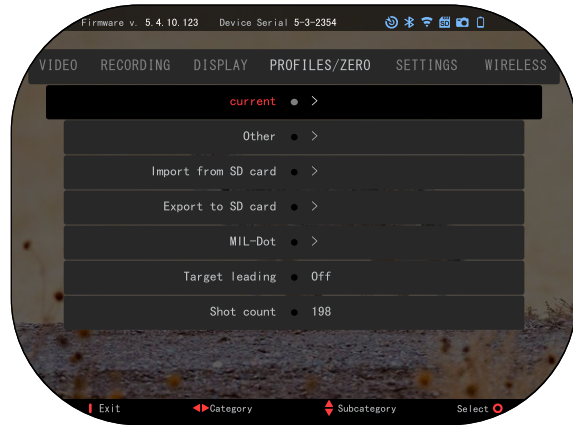 Firmware v. 5.4.10.123 Device Serial 5-3-2354
VIDEO RECORDING DISPLAY PROFILES/ZERO SETTINGS WIRELESS
current >
Other >
Import from SD card >
Export to SD card >
MIL-Dot >
Target leading Off
Shot count 198
Exit Category Subcategory Select